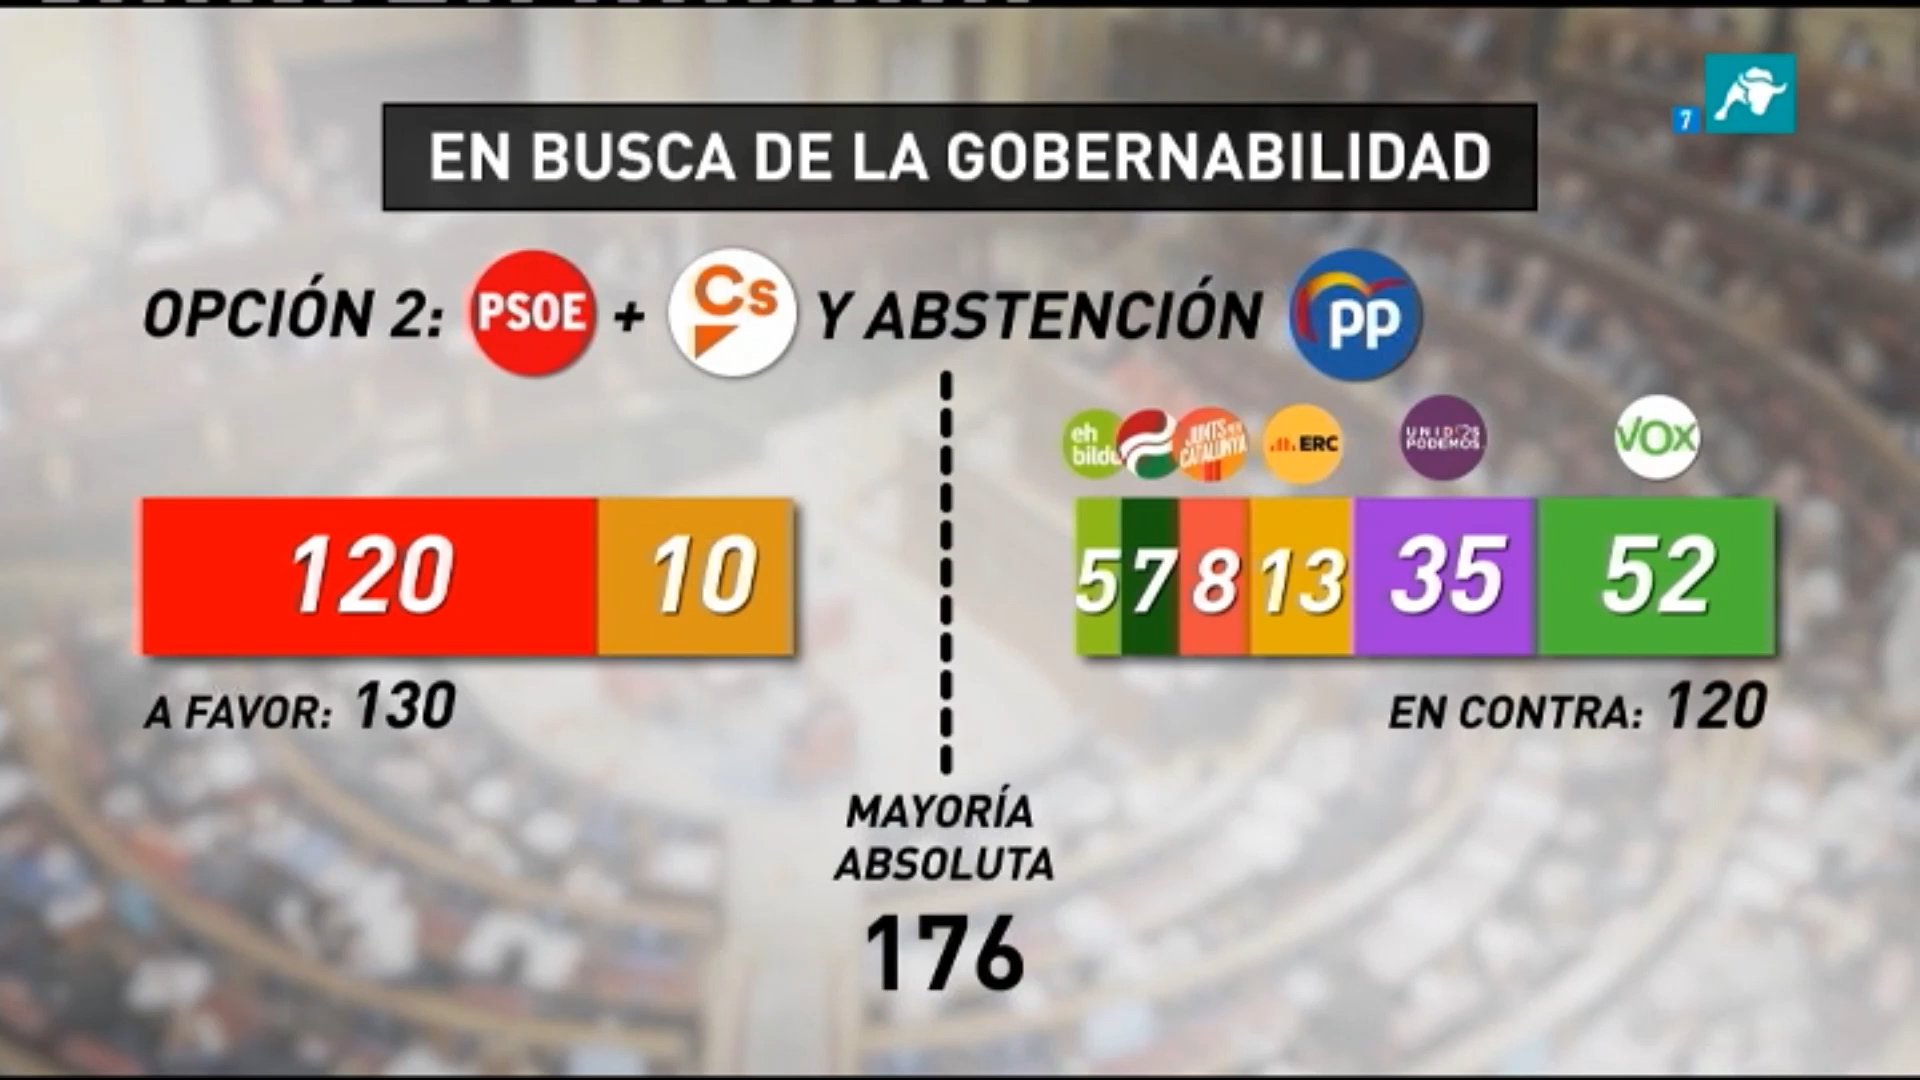 7
EN BUSCA DE LA GOBERNABILIDAD
OPCIÓN 2: PSOE + Cs Y ABSTENCIÓN PP
eh bildu
JUNTS PER CATALUNYA
ERC
UNIDOS PODEMOS
VOX
120 10
5 7 8 13 35 52
A FAVOR: 130
EN CONTRA: 120
MAYORÍA
ABSOLUTA
176